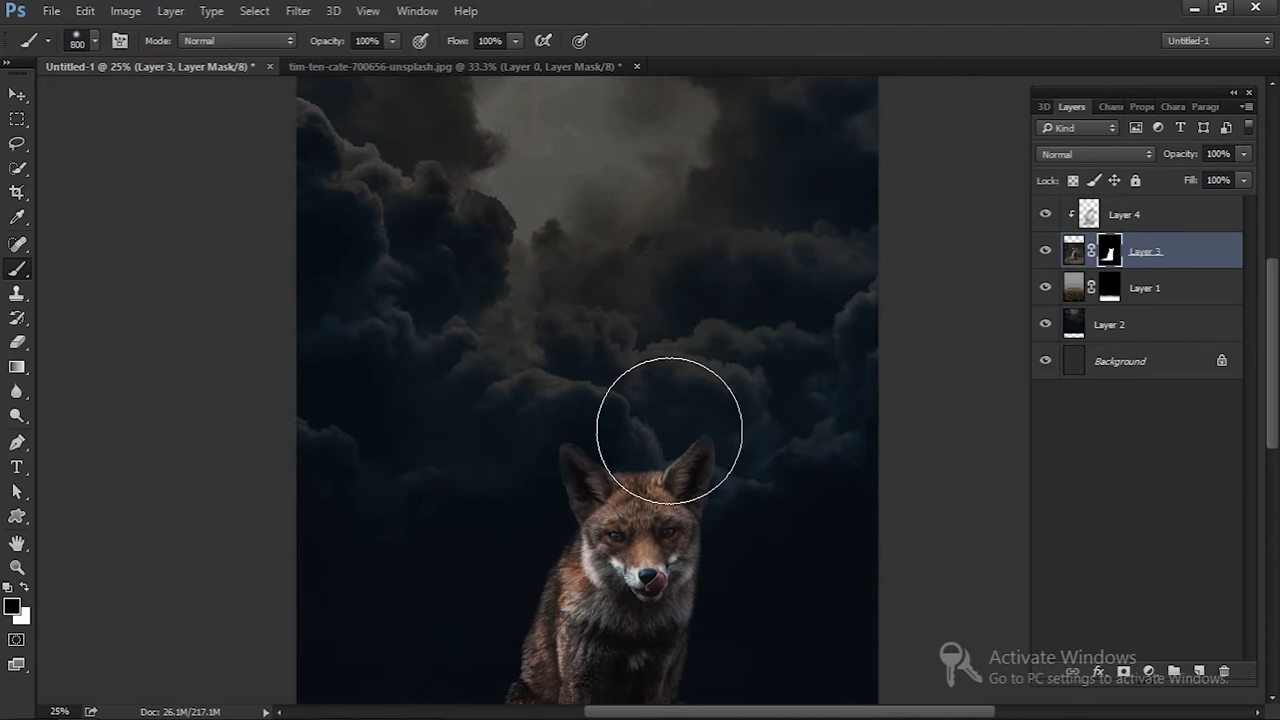 Ps File Edit Image Layer Type Select Filter 3D View Window Help
800 Mode: Normal Opacity: 100% Flow: 100% Untitled-1
Untitled-1 @ 25% (Layer 3, Layer Mask/8) * × tim-ten-cate-700656-unsplash.jpg @ 33.3% (Layer 0, Layer Mask/8) * ×
3D Layers Chann Prope Chara Paragr
Kind
Normal Opacity: 100%
Lock: Fill: 100%
Layer 4
Layer 3
Layer 1
Layer 2
Background
Activate Windows
Go to PC settings to activate Windows.
25% Doc: 26.1M/217.1M